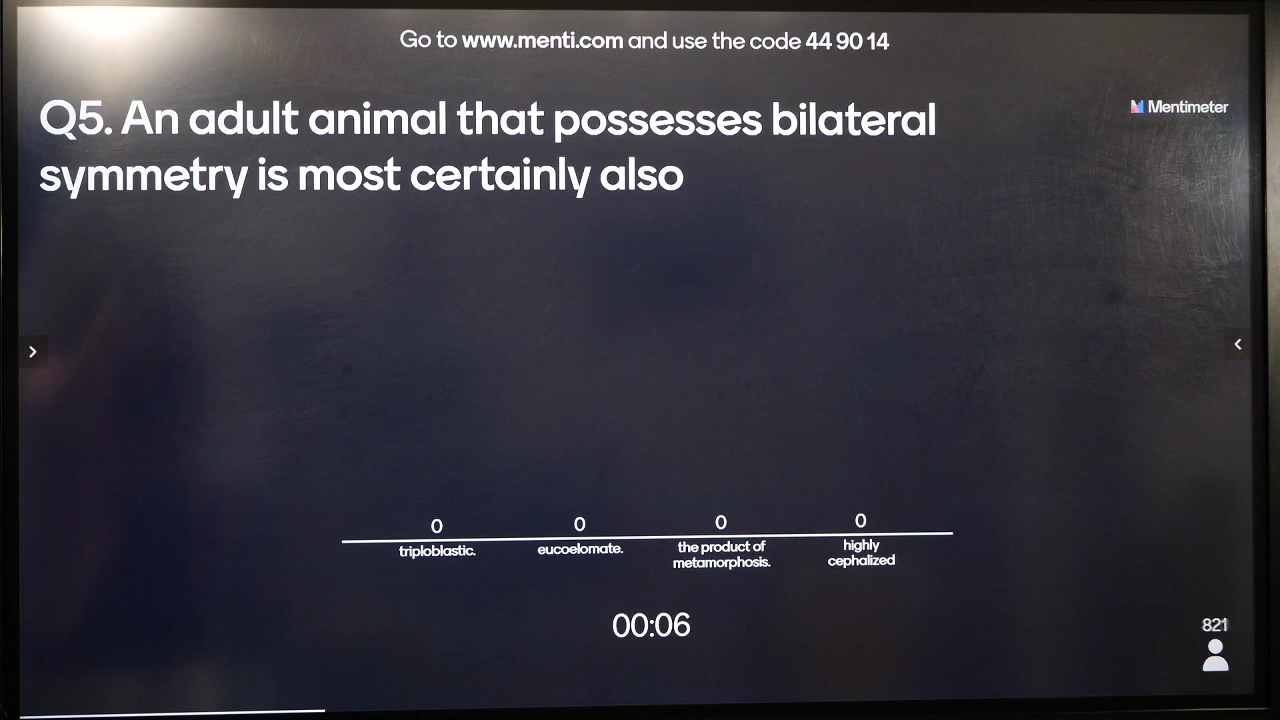 Go to www.menti.com and use the code 44 90 14
Mentimeter
Q5. An adult animal that possesses bilateral
symmetry is most certainly also
0
0
0
0
triploblastic.
eucoelomate.
the product of
metamorphosis.
highly
cephalized
00:06
821